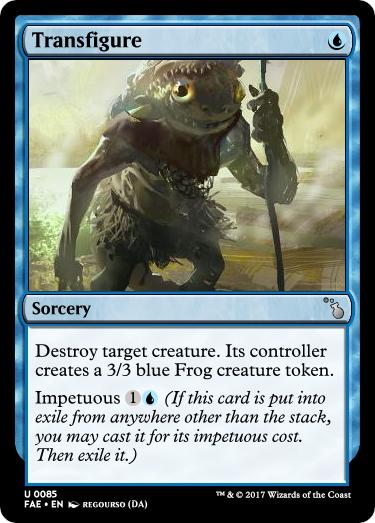 Transfigure
Sorcery
Destroy target creature. Its controller
creates a 3/3 blue Frog creature token.
Impetuous 1 (If this card is put into
exile from anywhere other than the stack,
you may cast it for its impetuous cost.
Then exile it.)
U 0085
FAE • EN REGOURSO (DA)
™ & © 2017 Wizards of the Coast